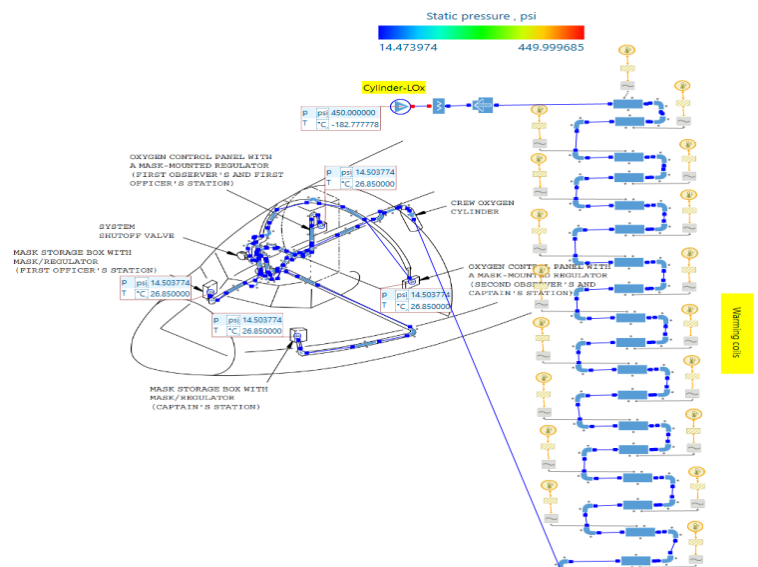 Static pressure , psi
14.473974
449.999685
Cylinder-LOx
p psi 450.000000
T °C, -182.777778
OXYGEN CONTROL PANEL WITH
A MASK-MOUNTED REGULATOR
(FIRST OBSERVER'S AND FIRST
OFFICER'S STATION)
p psi 14.503774
T °C, 26.850000
CREW OXYGEN
CYLINDER
SYSTEM
SHUTOFF VALVE
MASK STORAGE BOX WITH
MASK/REGULATOR
(FIRST OFFICER'S STATION)
p psi 14.503774
T °C, 26.850000
OXYGEN CONTROL PANEL WITH
A MASK-MOUNTED REGULATOR
(SECOND OBSERVER'S AND
CAPTAIN'S STATION)
p psi 14.503774
T °C, 26.850000
p psi 14.503774
T °C, 26.850000
MASK STORAGE BOX WITH
MASK/REGULATOR
(CAPTAIN'S STATION)
Warming coils